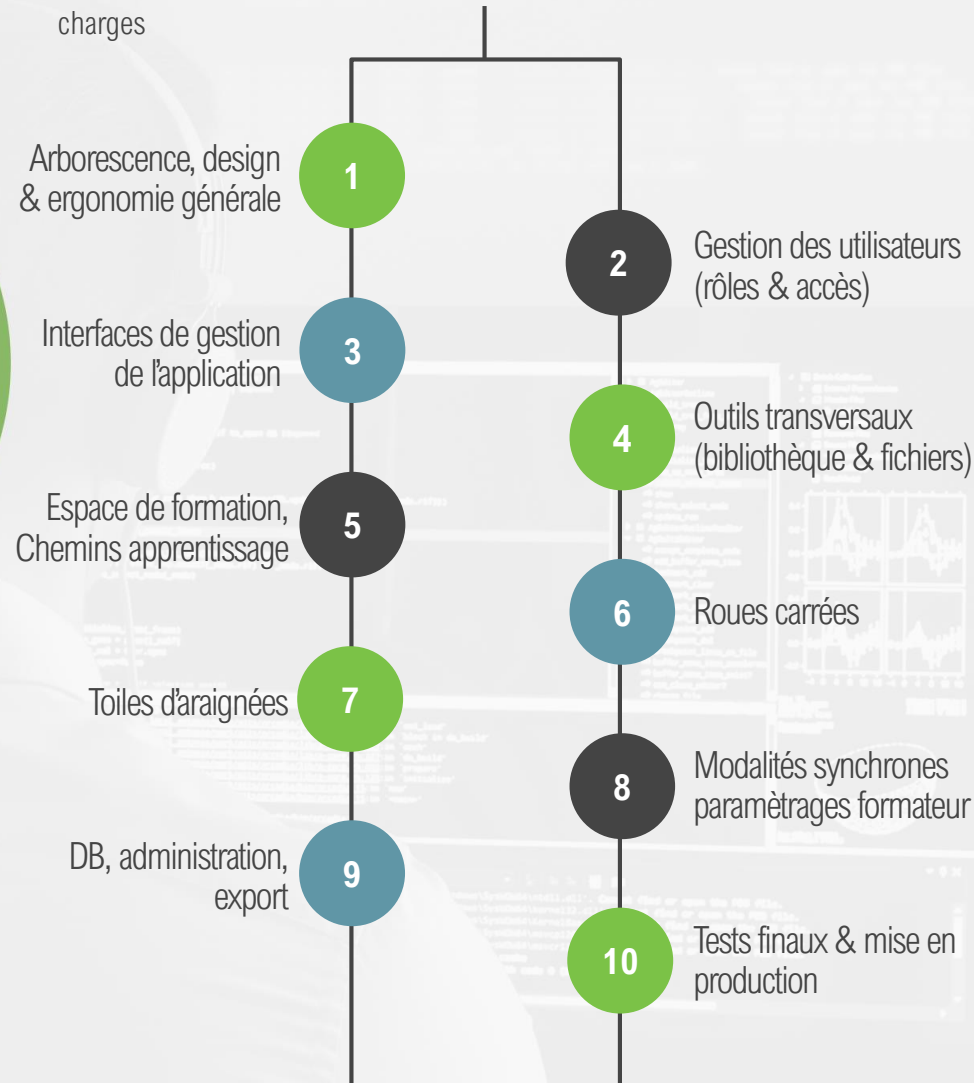 charges
Arborescence, design
& ergonomie générale
1
2
Gestion des utilisateurs
(rôles & accès)
Interfaces de gestion
de l'application
3
4
Outils transversaux
(bibliothèque & fichiers)
Espace de formation,
Chemins apprentissage
5
6
Roues carrées
Toiles d'araignées
7
8
Modalités synchrones
paramètrages formateur
DB, administration,
export
9
10
Tests finaux & mise en
production